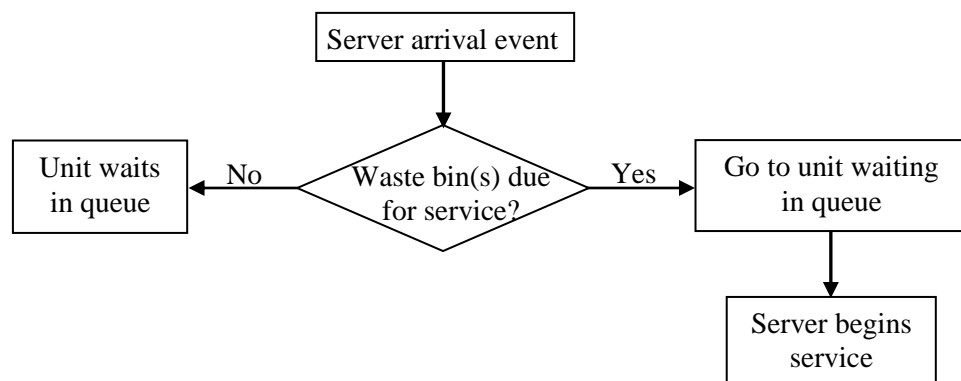 Server arrival event
Unit waits
in queue
No
Waste bin(s) due
for service?
Yes
Go to unit waiting
in queue
Server begins
service